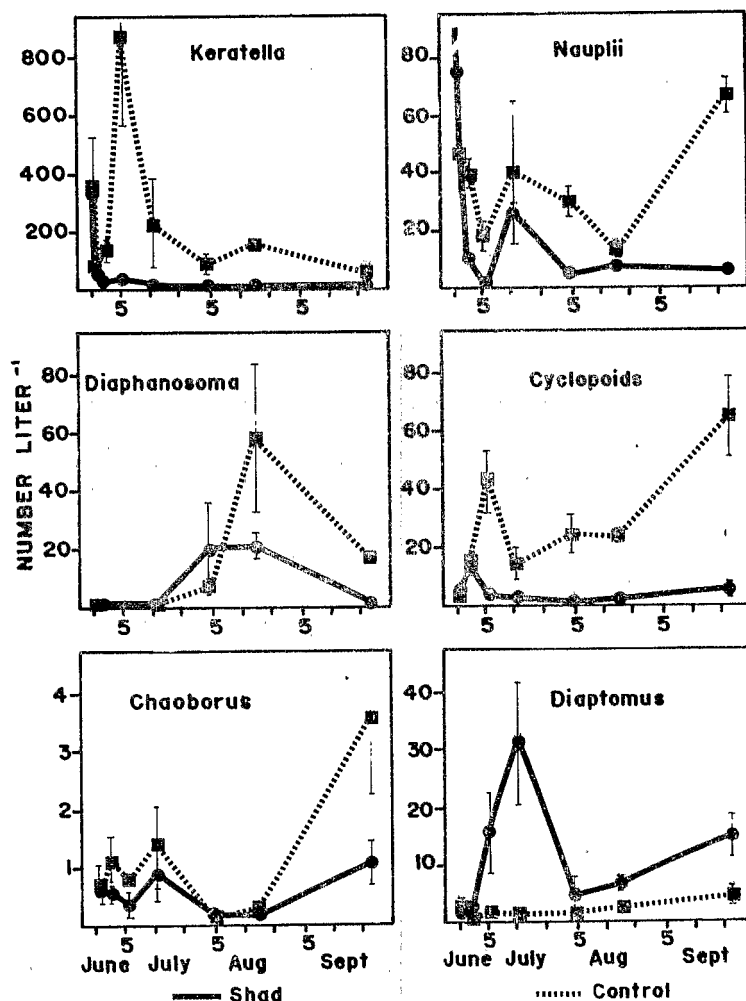 Keratella
800
600
400
200
5 5 5
Nauplii
80
60
40
20
5 5 5
NUMBER LITER⁻¹
Diaphanosoma
80
60
40
20
5 5 5
Cyclopoids
80
60
40
20
5 5 5
Chaoborus
4
3
2
1
5 5 5
June July Aug Sept
Diaptomus
40
30
20
10
5 5 5
June July Aug Sept
Shad
Control